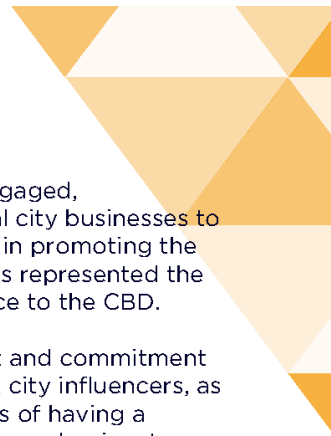 gaged,
l city businesses to
in promoting the
s represented the
ce to the CBD.
t and commitment
city influencers, as
s of having a